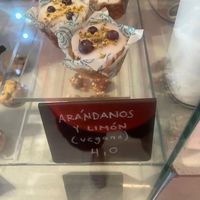 ARÁNDANOS
Y LIMÓN
(vegano)
4,0